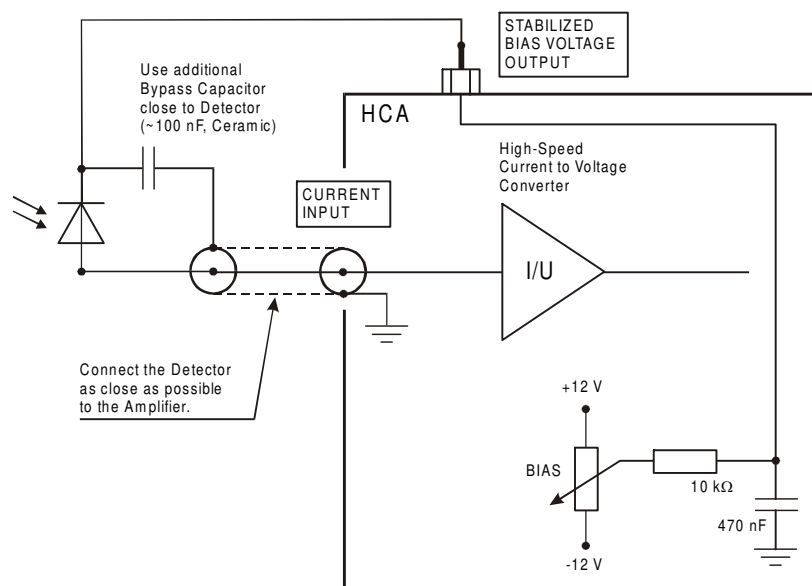 STABILIZED
BIAS VOLTAGE
OUTPUT
Use additional
Bypass Capacitor
close to Detector
(~100 nF, Ceramic)
HCA
High-Speed
Current to Voltage
Converter
CURRENT
INPUT
I/U
Connect the Detector
as close as possible
to the Amplifier.
+12 V
BIAS
10 kΩ
470 nF
-12 V